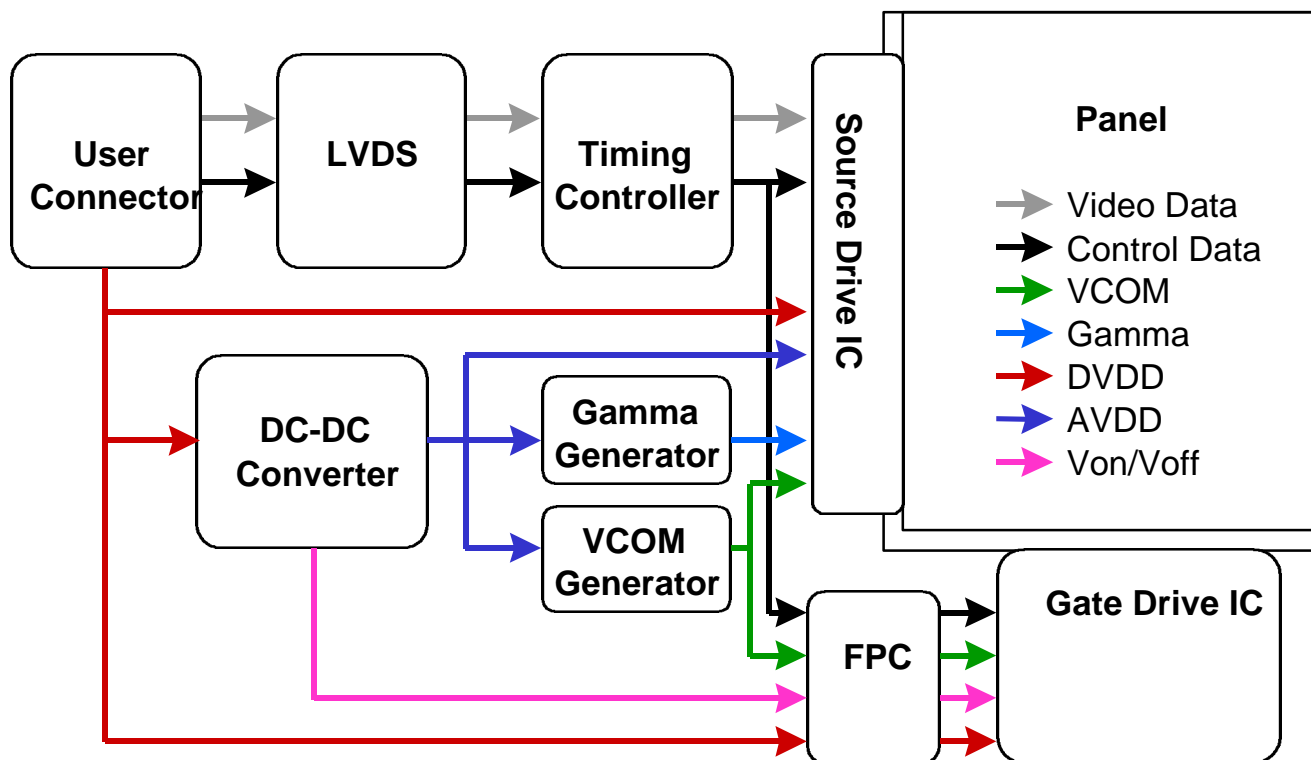 User
Connector
LVDS
Timing
Controller
Source Drive IC
Panel
Video Data
Control Data
VCOM
Gamma
DVDD
AVDD
Von/Voff
DC-DC
Converter
Gamma
Generator
VCOM
Generator
FPC
Gate Drive IC